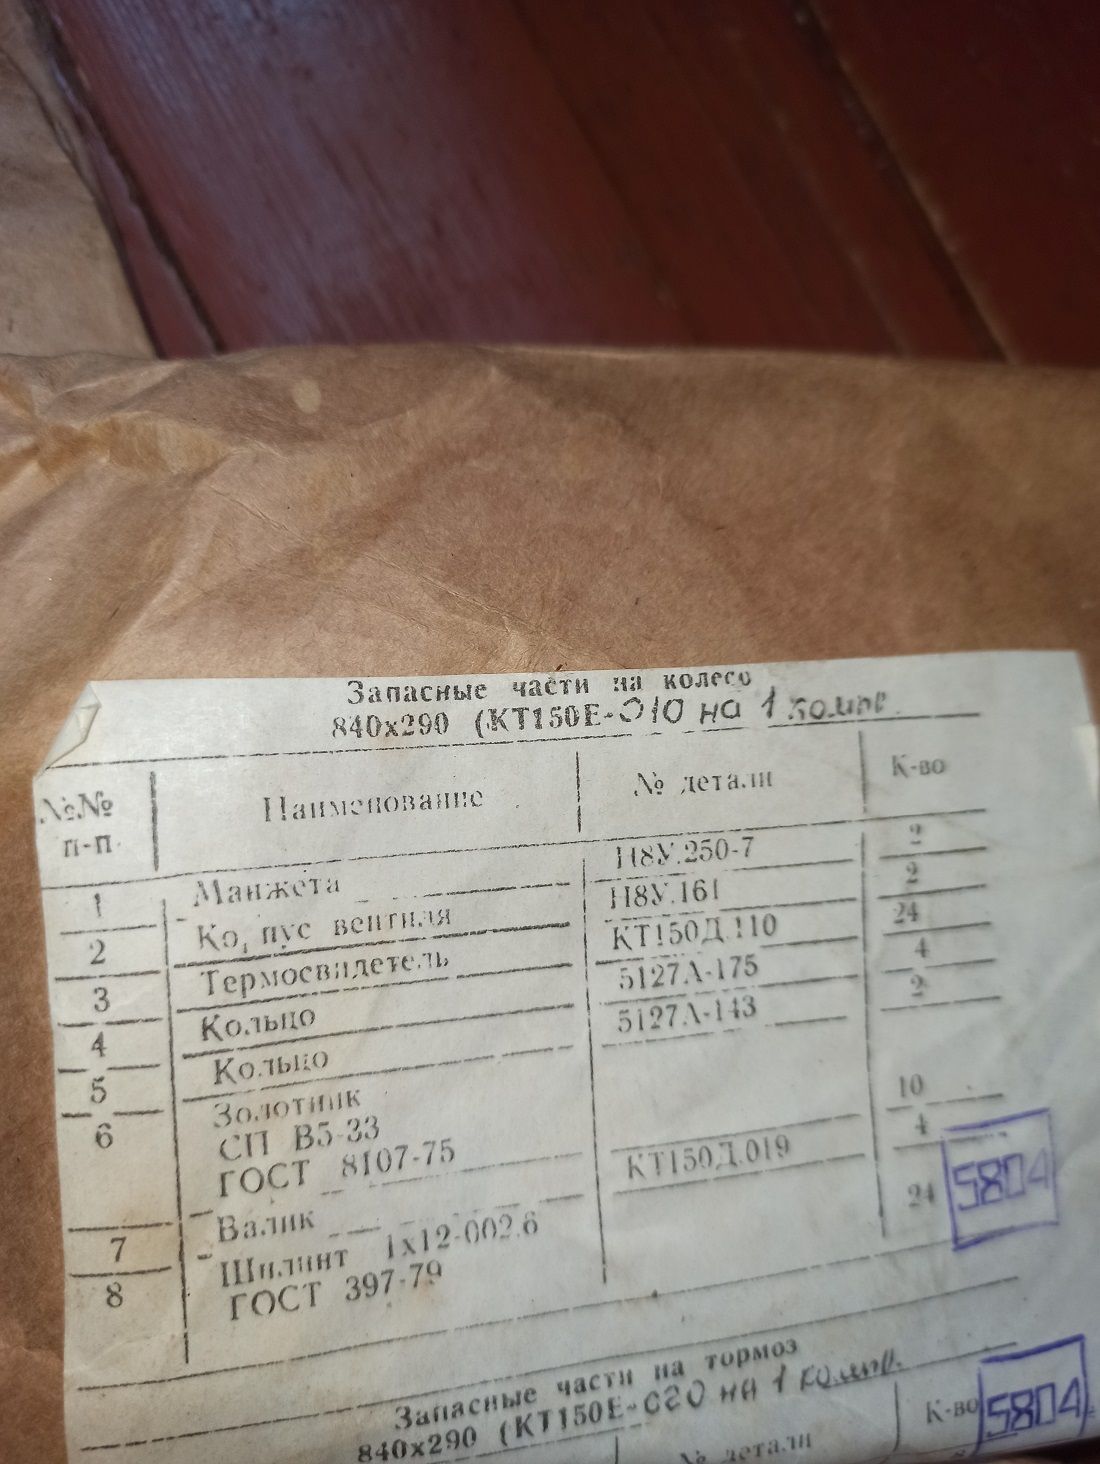 Запасные части на колесо
840х290 (КТ150Е-010 на 1 компл.
№№ п-п Наименование № детали К-во
1 Манжета Н8У.250-7 2
2 Корпус вентиля Н8У.161 2
3 Термосвидетель КТ150Д.110 24
4 Кольцо 5127А-175 4
5 Кольцо 5127А-143 2
6 Золотник
СП В5-33
ГОСТ 8107-75 10
7 Валик КТ150Д.019 4
8 Шплинт 1х12-002.6
ГОСТ 397-79 24
5804
Запасные части на тормоз
840х290 (КТ150Е-020 на 1 компл.
№ детали К-во
5804